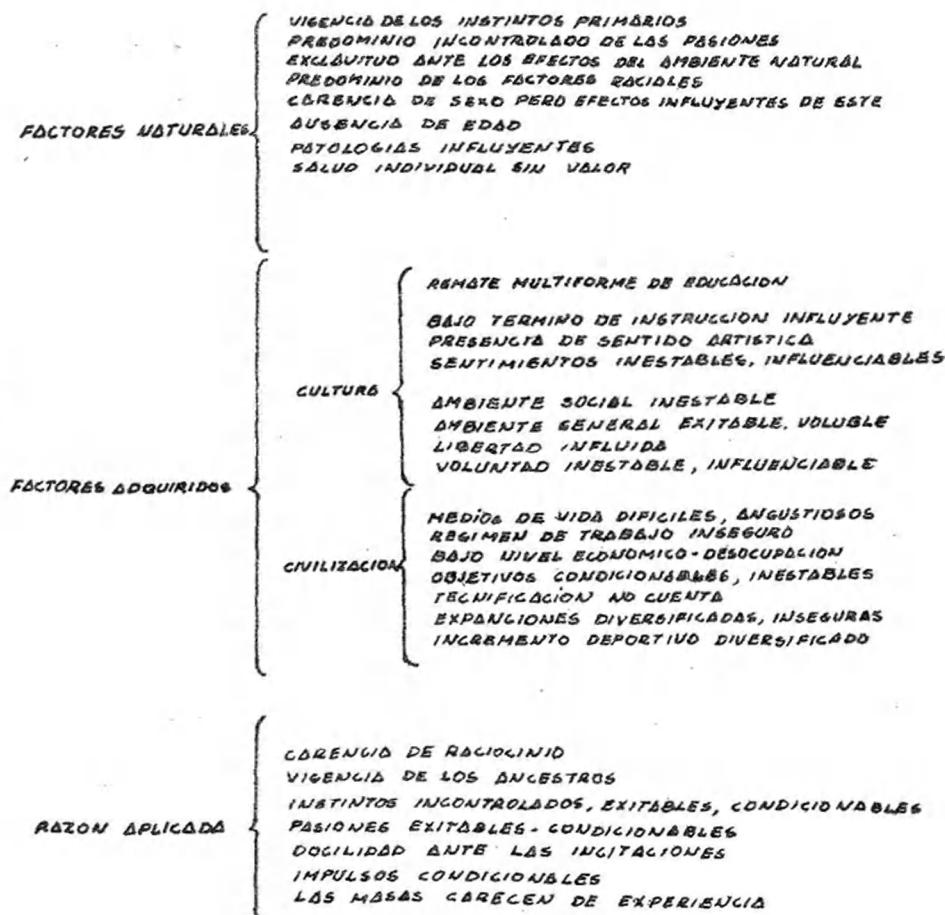 FACTORES NATURALES
VIGENCIA DE LOS INSTINTOS PRIMARIOS
PREDOMINIO INCONTROLADO DE LAS PASIONES
EXCLAVITUD ANTE LOS EFECTOS DEL AMBIENTE NATURAL
PREDOMINIO DE LOS FACTORES RACIALES
CARENCIA DE SEXO PERO EFECTOS INFLUYENTES DE ESTE
AUSENCIA DE EDAD
PATOLOGIAS INFLUYENTES
SALUD INDIVIDUAL SIN VALOR
FACTORES ADQUIRIDOS
CULTURA
REMATE MULTIFORME DE EDUCACION
BAJO TERMINO DE INSTRUCCION INFLUYENTE
PRESENCIA DE SENTIDO ARTISTICA
SENTIMIENTOS INESTABLES, INFLUENCIABLES
AMBIENTE SOCIAL INESTABLE
AMBIENTE GENERAL EXITABLE. VOLUBLE
LIBERTAD INFLUIDA
VOLUNTAD INESTABLE, INFLUENCIABLE
CIVILIZACION
MEDIOS DE VIDA DIFICILES, ANGUSTIOSOS
REGIMEN DE TRABAJO INSEGURO
BAJO NIVEL ECONOMICO-DESOCUPACION
OBJETIVOS CONDICIONABLES, INESTABLES
TECNIFICACION NO CUENTA
EXPANCIONES DIVERSIFICADAS, INSEGURAS
INCREMENTO DEPORTIVO DIVERSIFICADO
RAZON APLICADA
CARENCIA DE RACIOCINIO
VIGENCIA DE LOS ANCESTROS
INSTINTOS INCONTROLADOS, EXITABLES, CONDICIONABLES
PASIONES EXITABLES-CONDICIONABLES
DOCILIDAD ANTE LAS INCITACIONES
IMPULSOS CONDICIONABLES
LAS MASAS CARECEN DE EXPERIENCIA